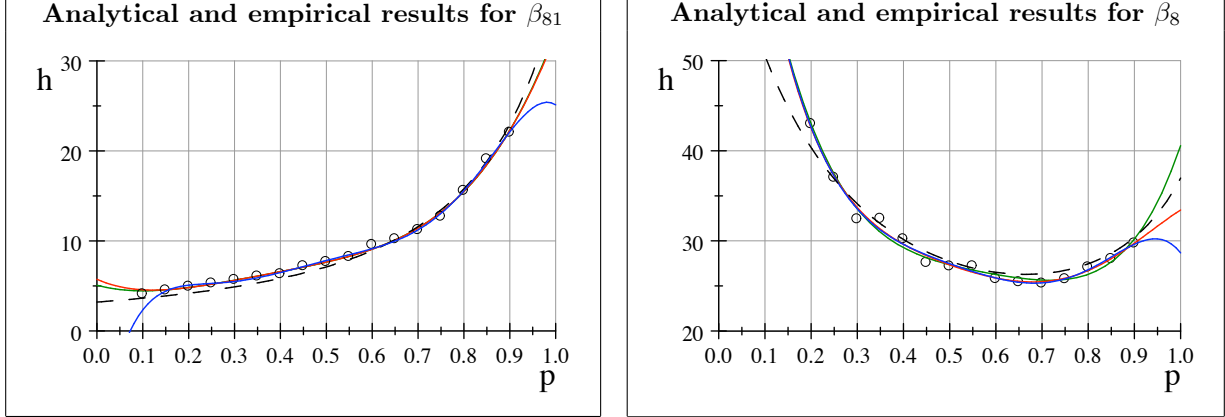 Analytical and empirical results for β81
h
30
20
10
0
0.0 0.1 0.2 0.3 0.4 0.5 0.6 0.7 0.8 0.9 1.0
p
Analytical and empirical results for β8
h
50
40
30
20
0.0 0.1 0.2 0.3 0.4 0.5 0.6 0.7 0.8 0.9 1.0
p